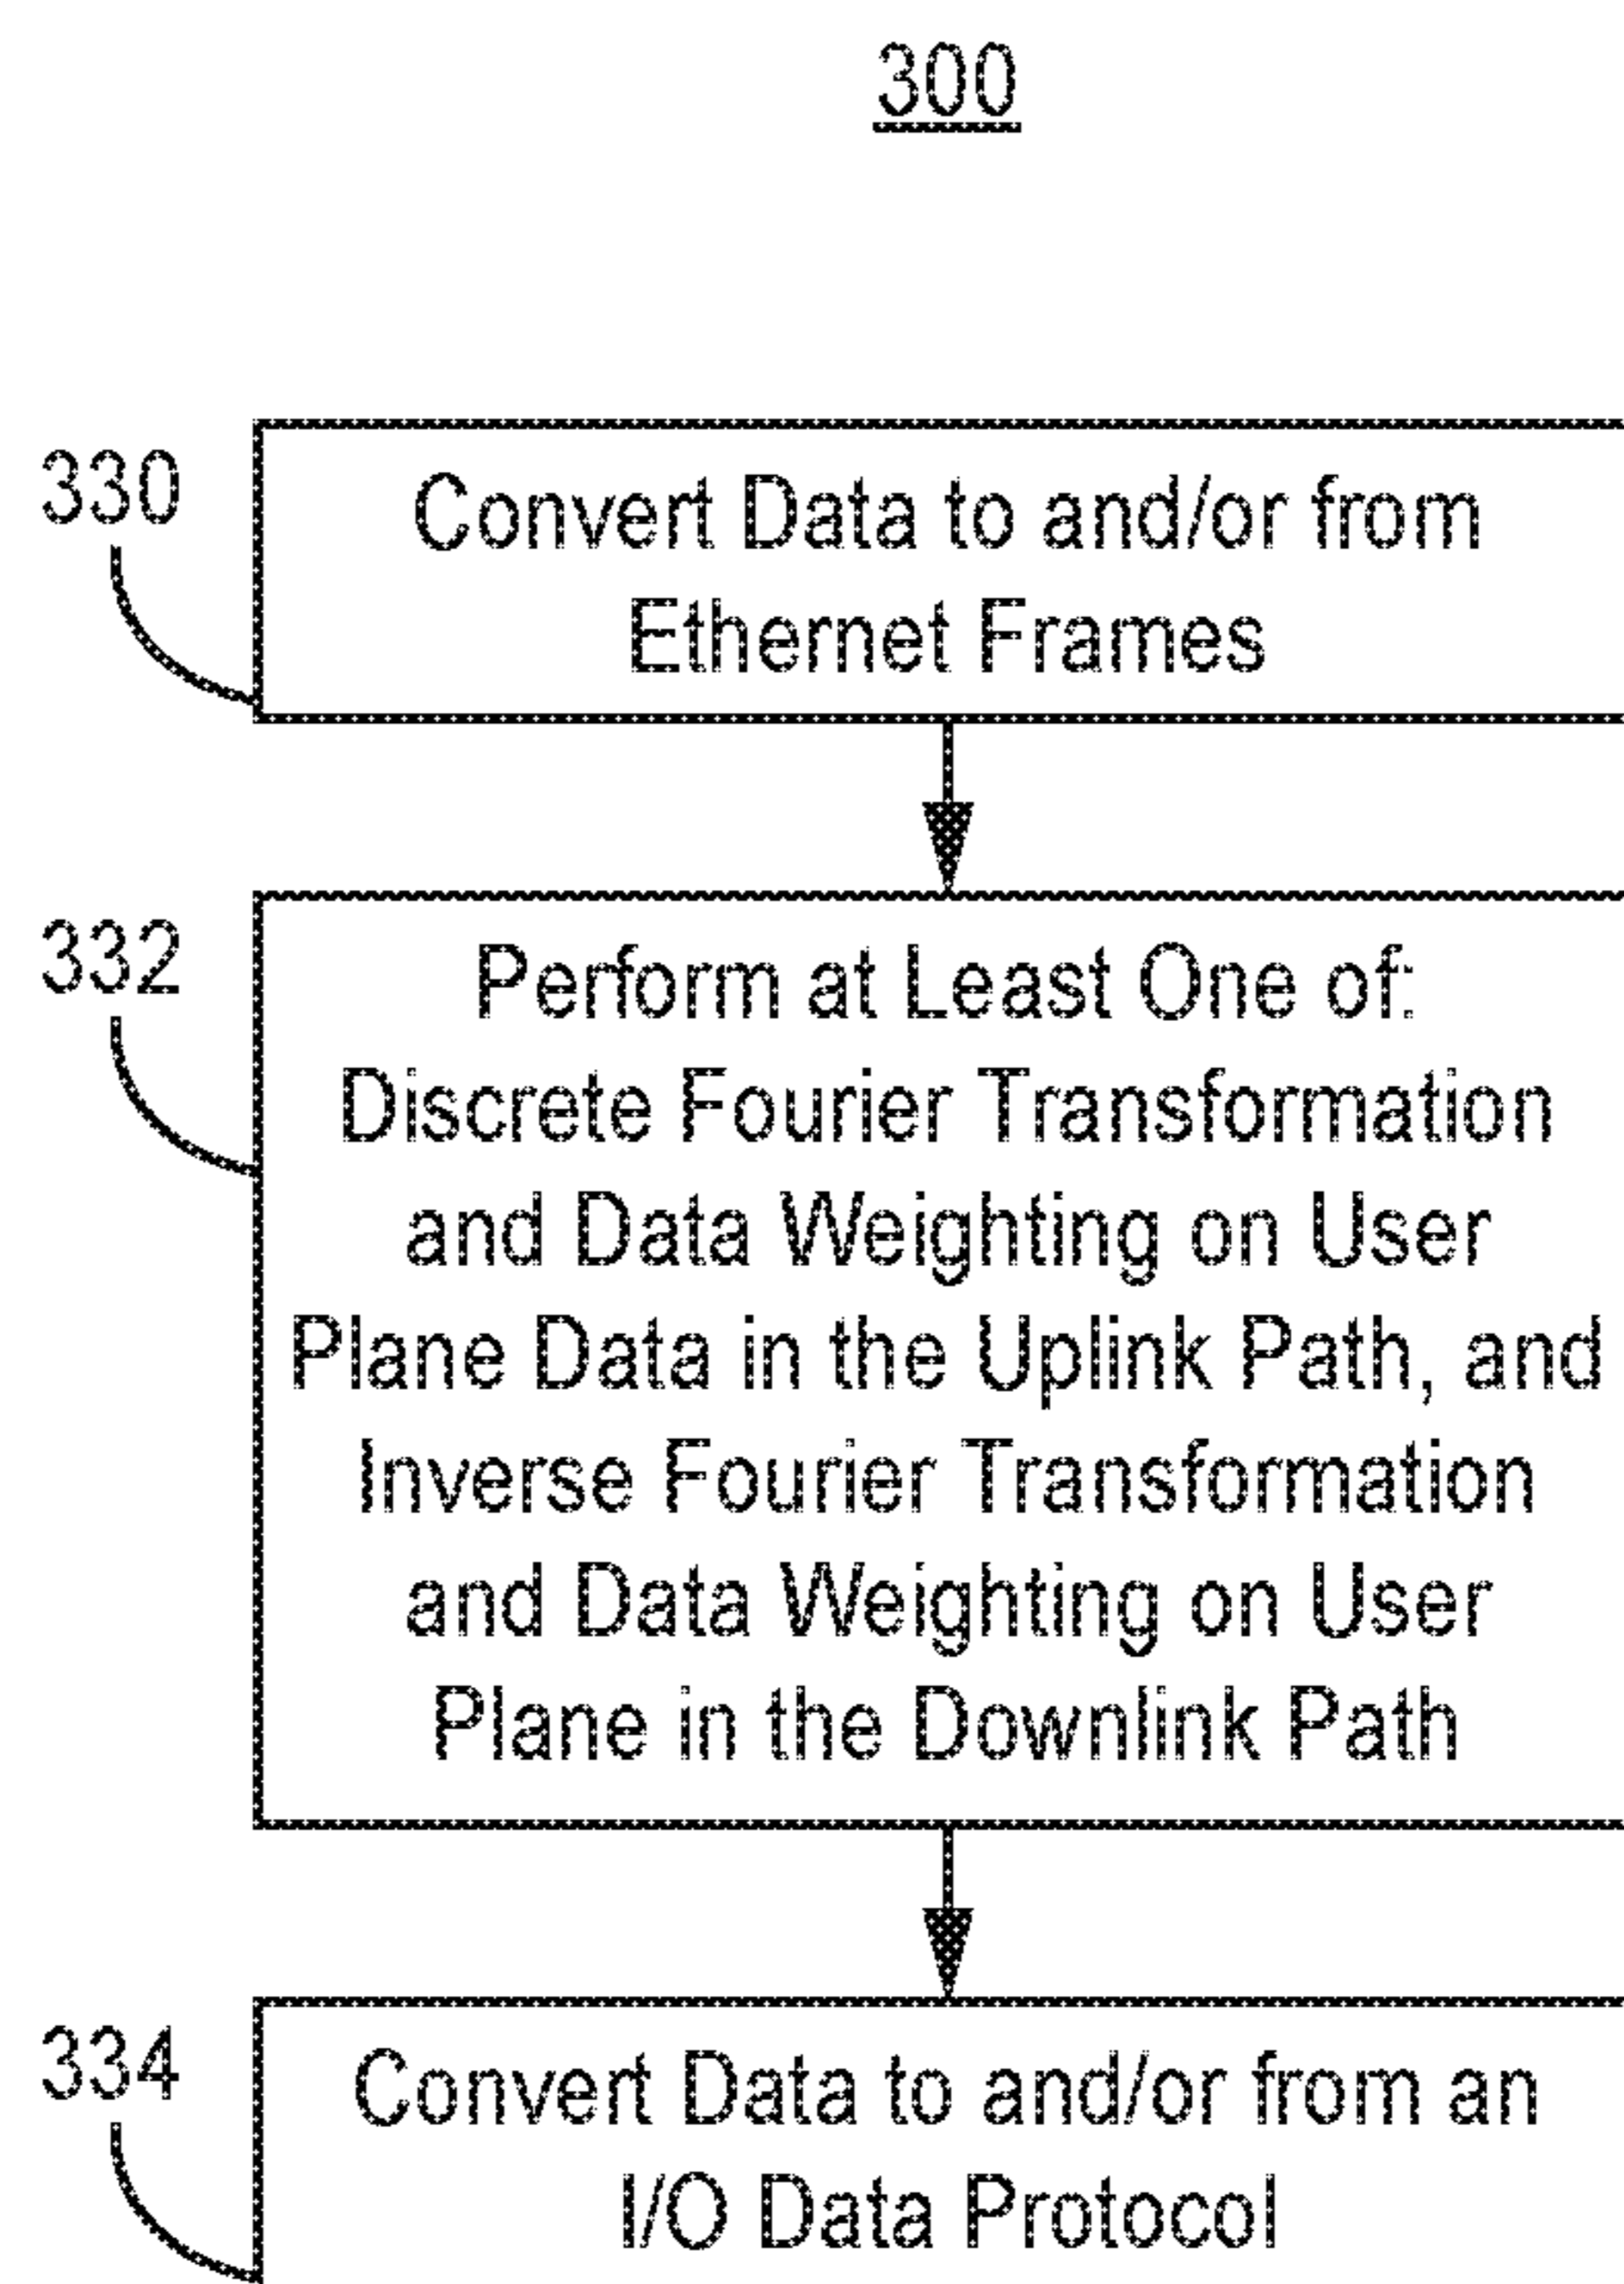 300
330
Convert Data to and/or from
Ethernet Frames
332
Perform at Least One of:
Discrete Fourier Transformation
and Data Weighting on User
Plane Data in the Uplink Path, and
Inverse Fourier Transformation
and Data Weighting on User
Plane in the Downlink Path
334
Convert Data to and/or from an
I/O Data Protocol